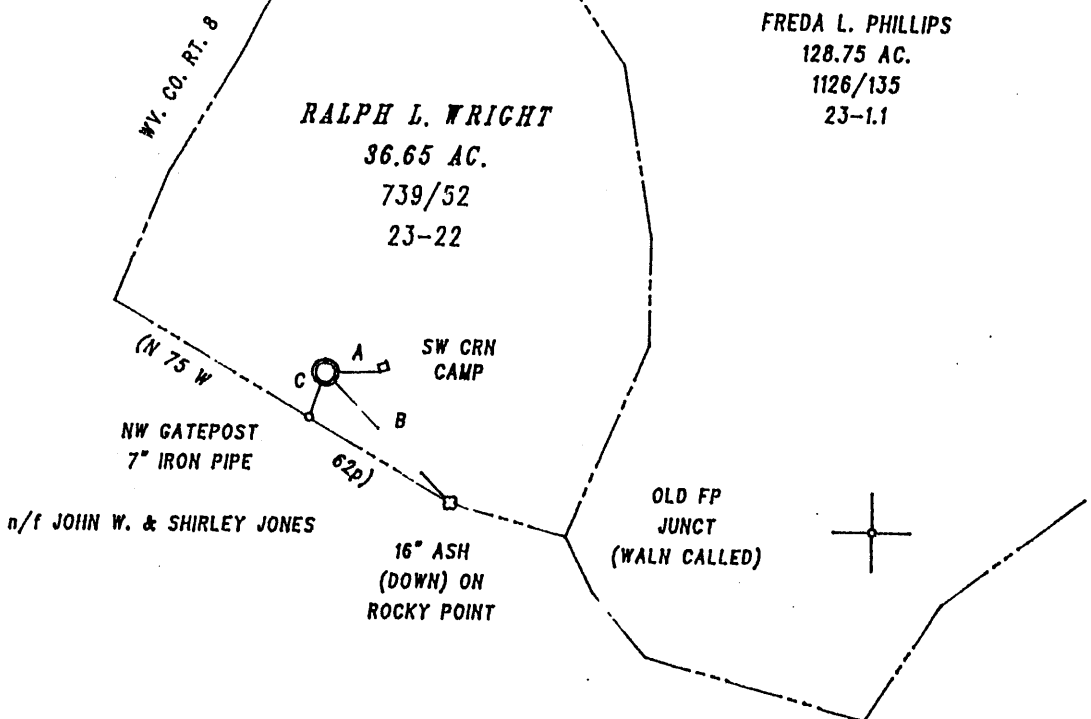 FREDA L. PHILLIPS
128.75 AC.
1126/135
23-1.1
WV. CO. RT. 8
RALPH L. WRIGHT
36.65 AC.
739/52
23-22
(N 75 W
62p)
A
SW CRN
CAMP
C
B
NW GATEPOST
7" IRON PIPE
n/f JOHN W. & SHIRLEY JONES
16" ASH
(DOWN) ON
ROCKY POINT
OLD FP
JUNCT
(WALN CALLED)